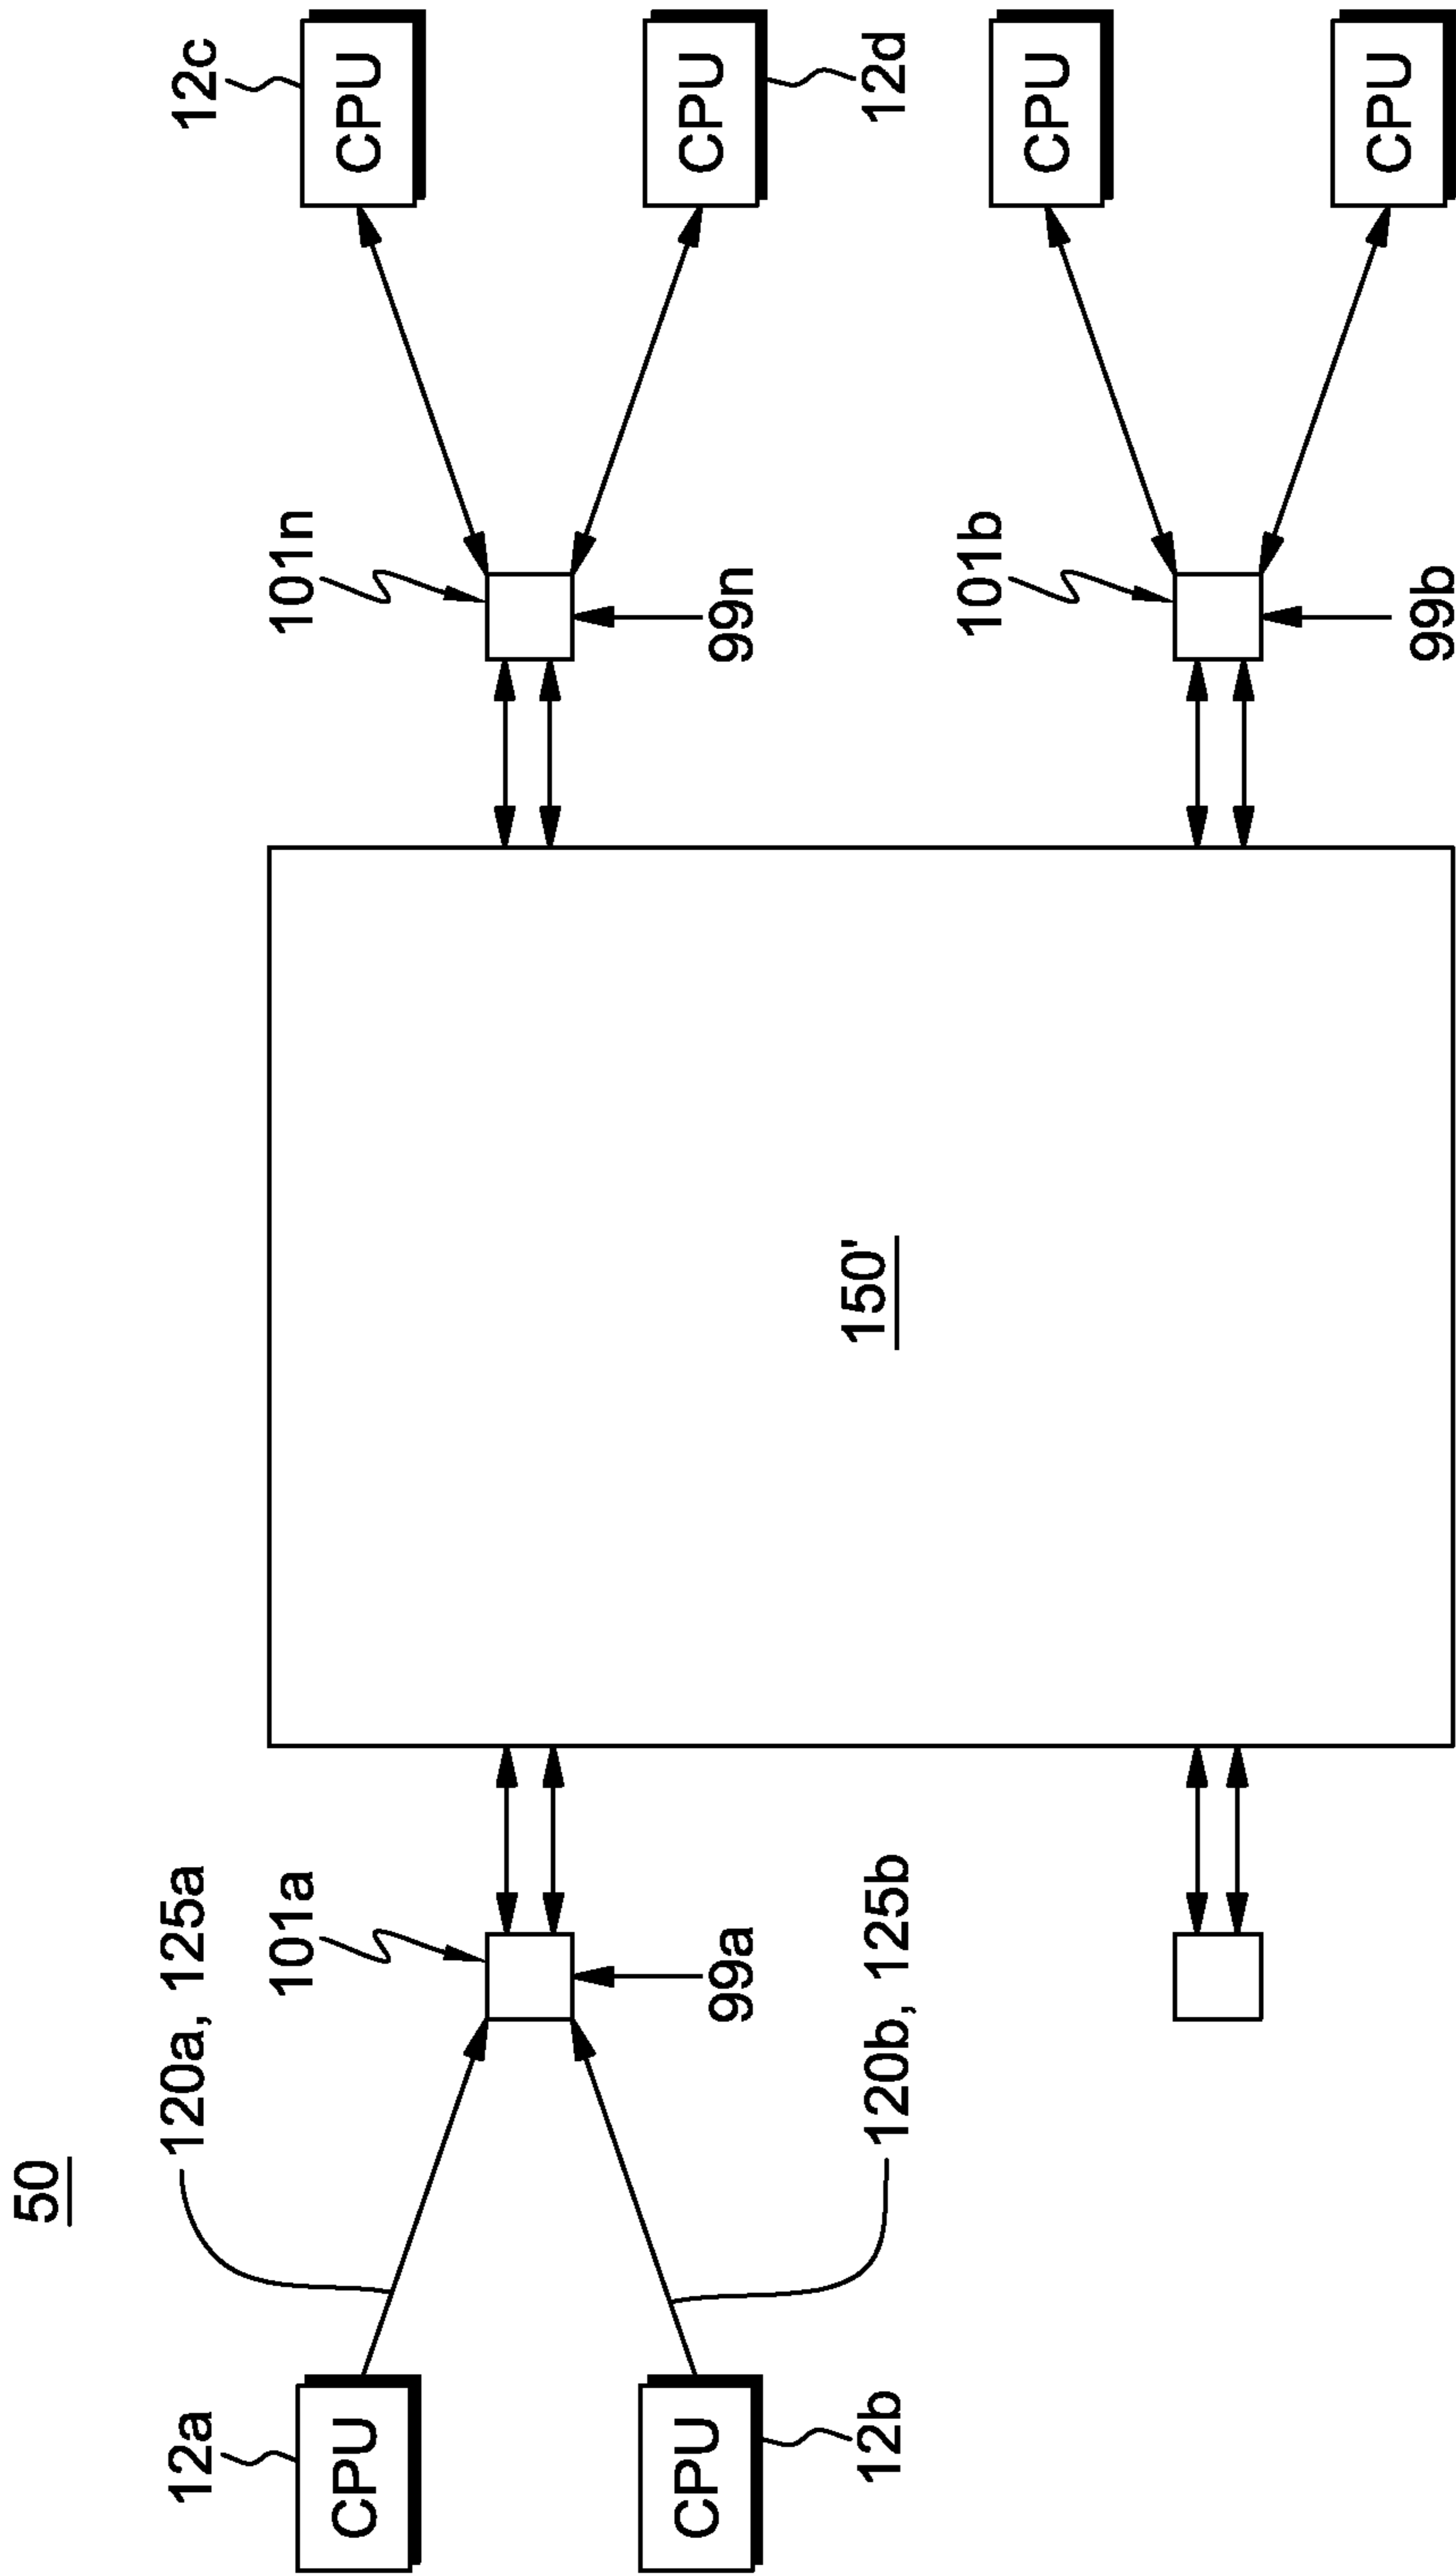 50
12a
CPU
120a, 125a
101a
99a
CPU
12b
120b, 125b
150'
101n
99n
12c
CPU
CPU
12d
101b
99b
CPU
CPU